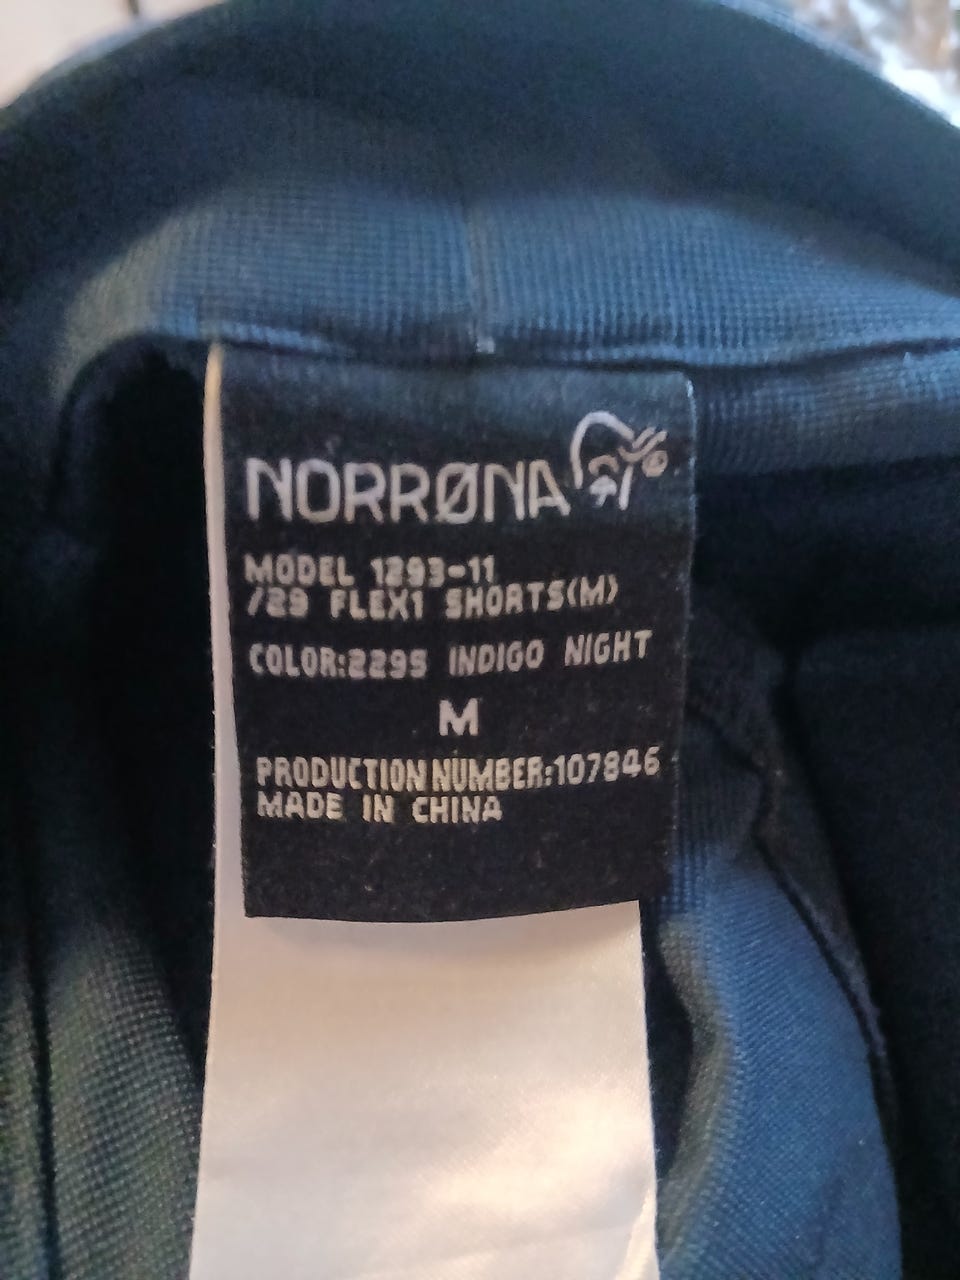 NORRØNA
MODEL 1293-11
/29 FLEX1 SHORTS(M)
COLOR:2295 INDIGO NIGHT
M
PRODUCTION NUMBER:107846
MADE IN CHINA